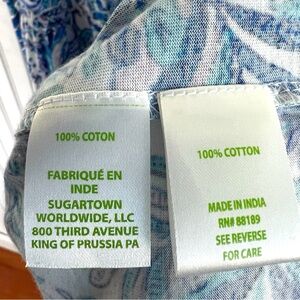 100% COTON
FABRIQUÉ EN
INDE
SUGARTOWN
WORLDWIDE, LLC
800 THIRD AVENUE
KING OF PRUSSIA PA
100% COTTON
MADE IN INDIA
RN# 88189
SEE REVERSE
FOR CARE